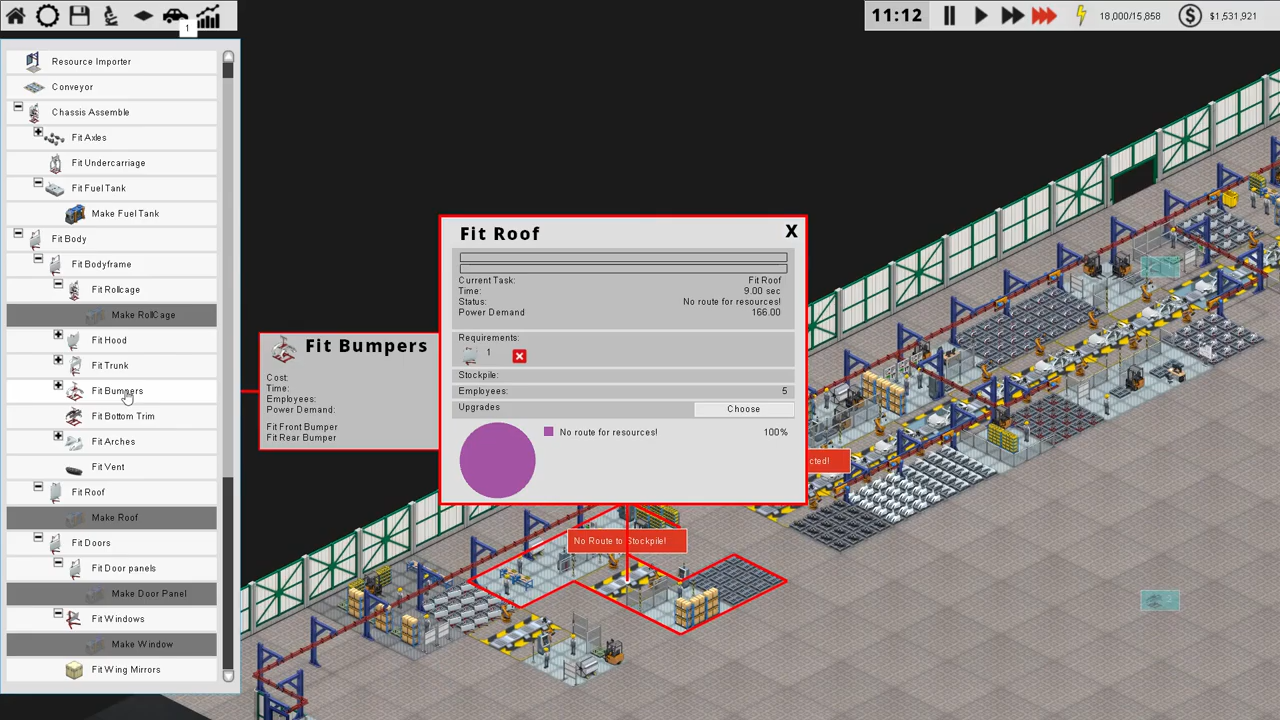 11:12
18,000/15,858
$1,531,921
1
Resource Importer
Conveyor
Chassis Assemble
Fit Axles
Fit Undercarriage
Fit Fuel Tank
Make Fuel Tank
Fit Body
Fit Bodyframe
Fit Rollcage
Make RollCage
Fit Hood
Fit Trunk
Fit Bumpers
Fit Bottom Trim
Fit Arches
Fit Vent
Fit Roof
Make Roof
Fit Doors
Fit Door panels
Make Door Panel
Fit Windows
Make Window
Fit Wing Mirrors
Fit Bumpers
Cost:
Time:
Employees:
Power Demand:
Fit Front Bumper
Fit Rear Bumper
Fit Roof
X
Current Task: Fit Roof
Time: 9.00 sec
Status: No route for resources!
Power Demand 166.00
Requirements:
1
Stockpile:
Employees: 5
Upgrades Choose
No route for resources! 100%
cted!
No Route to Stockpile!